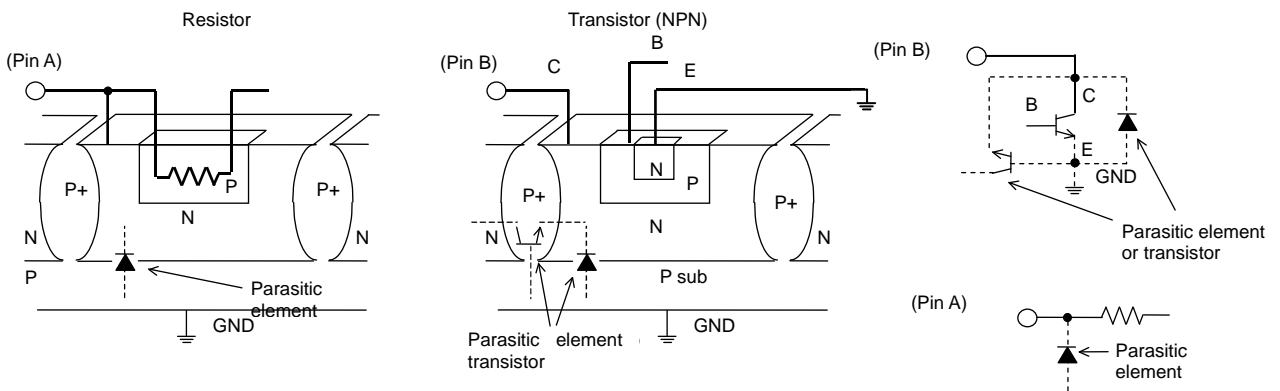 Resistor
(Pin A)
P+
P
P+
N
N
N
P
Parasitic
element
GND
Transistor (NPN)
(Pin B)
C
B
E
N
P
P+
P+
N
N
N
P sub
Parasitic element
transistor
GND
(Pin B)
C
B
E
GND
Parasitic element
or transistor
(Pin A)
Parasitic
element